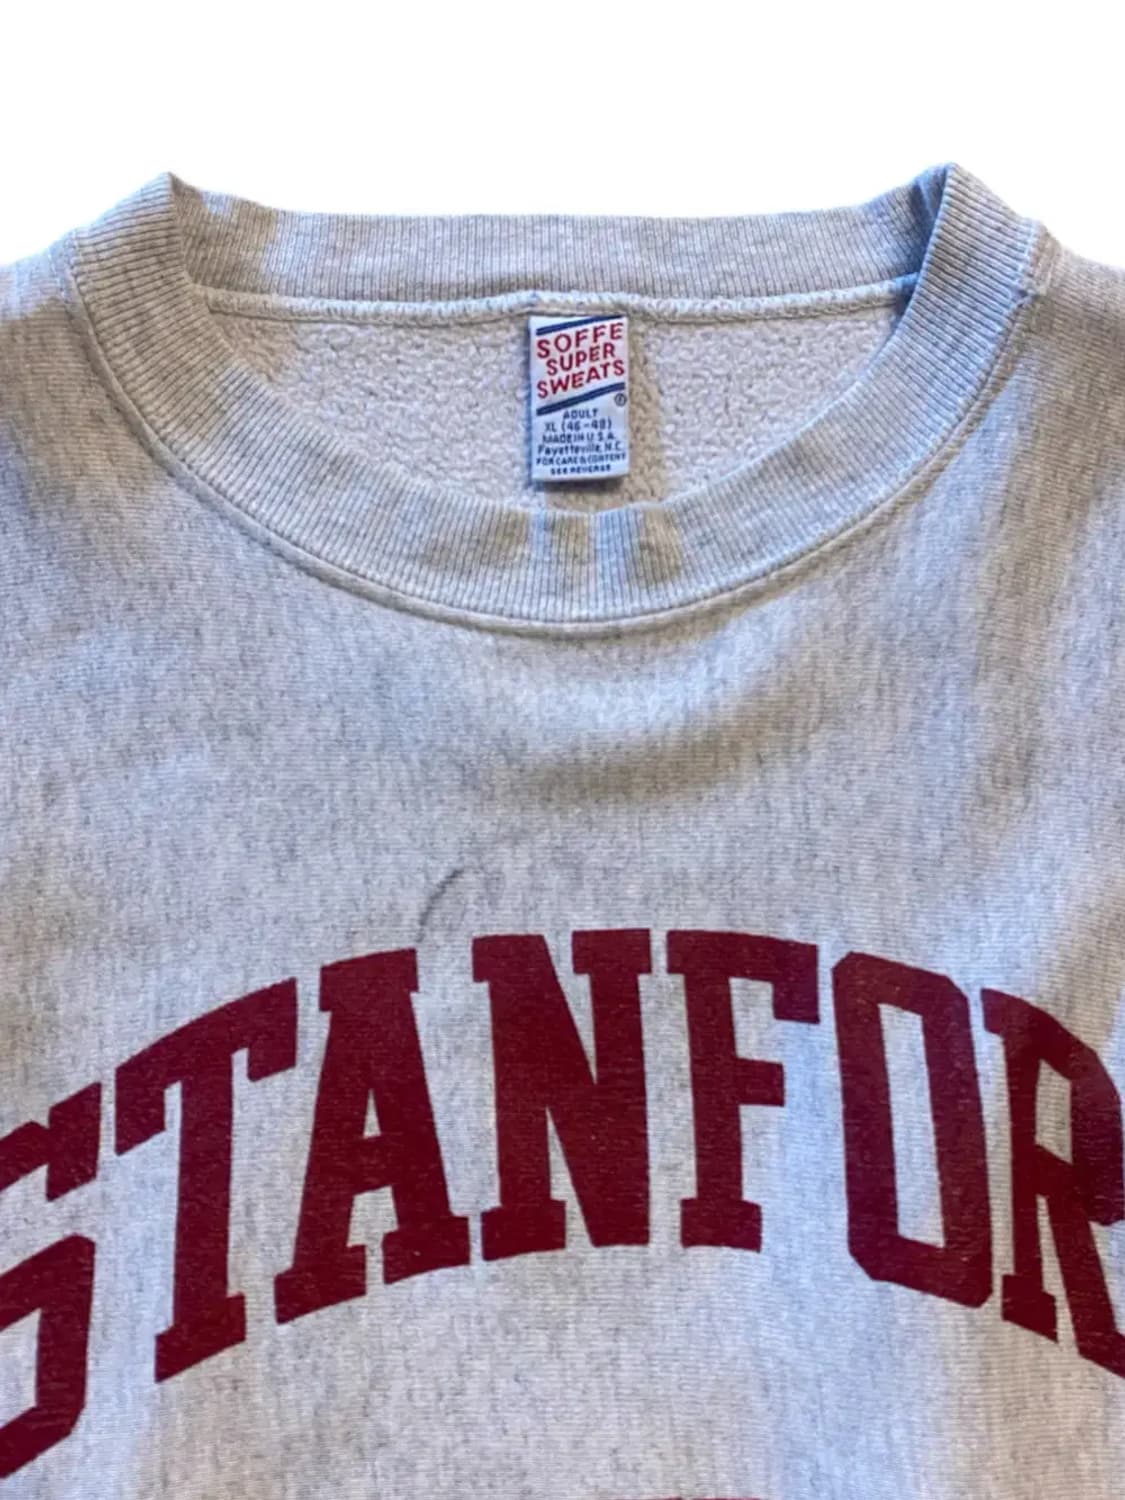 SOFFE
SUPER
SWEATS
®
ADULT
XL (46-48)
MADE IN U.S.A.
Fayetteville, N.C.
FOR CARE & CONTENT
SEE REVERSE
STANFOR